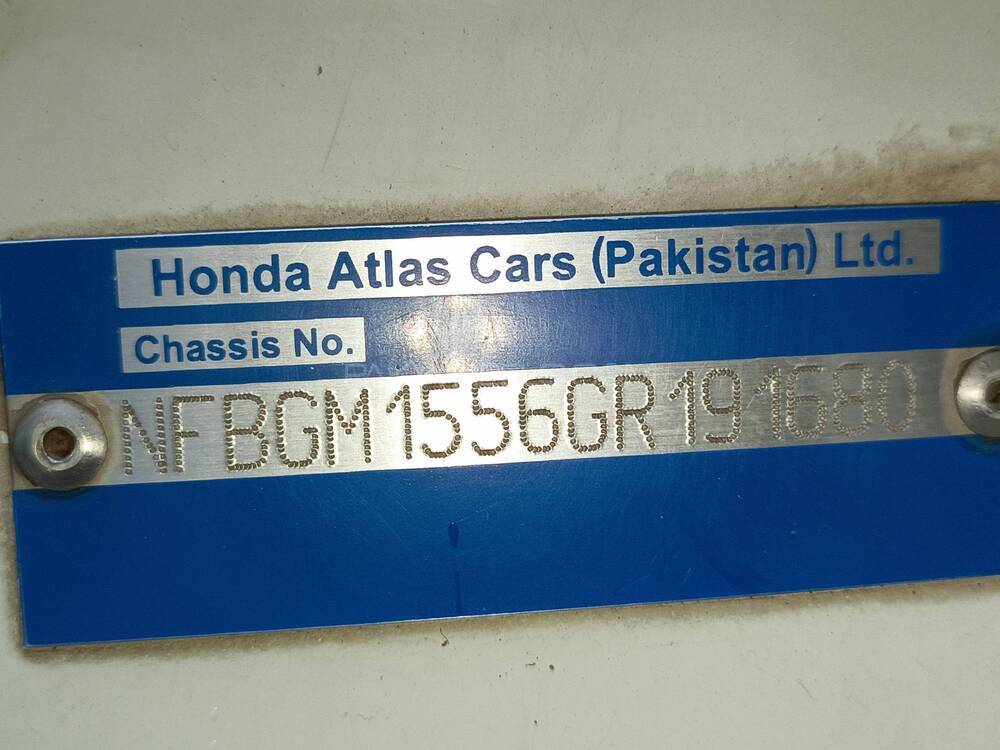 Honda Atlas Cars (Pakistan) Ltd.
Chassis No.
NFBGM1556GR191680